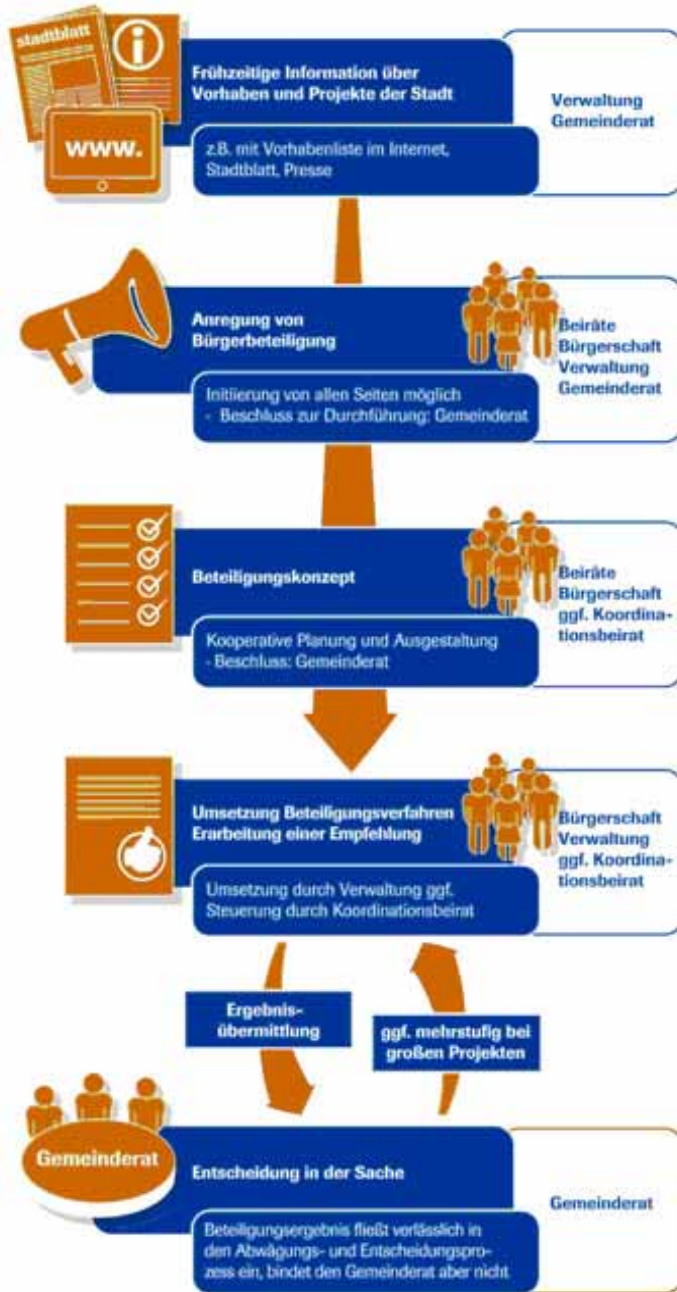 stadtblatt
www.
Frühzeitige Information über
Vorhaben und Projekte der Stadt
z.B. mit Vorhabenliste im Internet,
Stadtblatt, Presse
Verwaltung
Gemeinderat
Anregung von
Bürgerbeteiligung
Initiierung von allen Seiten möglich
- Beschluss zur Durchführung: Gemeinderat
Beiräte
Bürgerschaft
Verwaltung
Gemeinderat
Beteiligungskonzept
Kooperative Planung und Ausgestaltung
- Beschluss: Gemeinderat
Beiräte
Bürgerschaft
ggf. Koordina-
tionsbeirat
Umsetzung Beteiligungsverfahren
Erarbeitung einer Empfehlung
Umsetzung durch Verwaltung ggf.
Steuerung durch Koordinationsbeirat
Bürgerschaft
Verwaltung
ggf. Koordina-
tionsbeirat
Ergebnis-
übermittlung
ggf. mehrstufig bei
großen Projekten
Gemeinderat
Entscheidung in der Sache
Beteiligungsergebnis fließt verlässlich in
den Abwägungs- und Entscheidungspro-
zess ein, bindet den Gemeinderat aber nicht
Gemeinderat